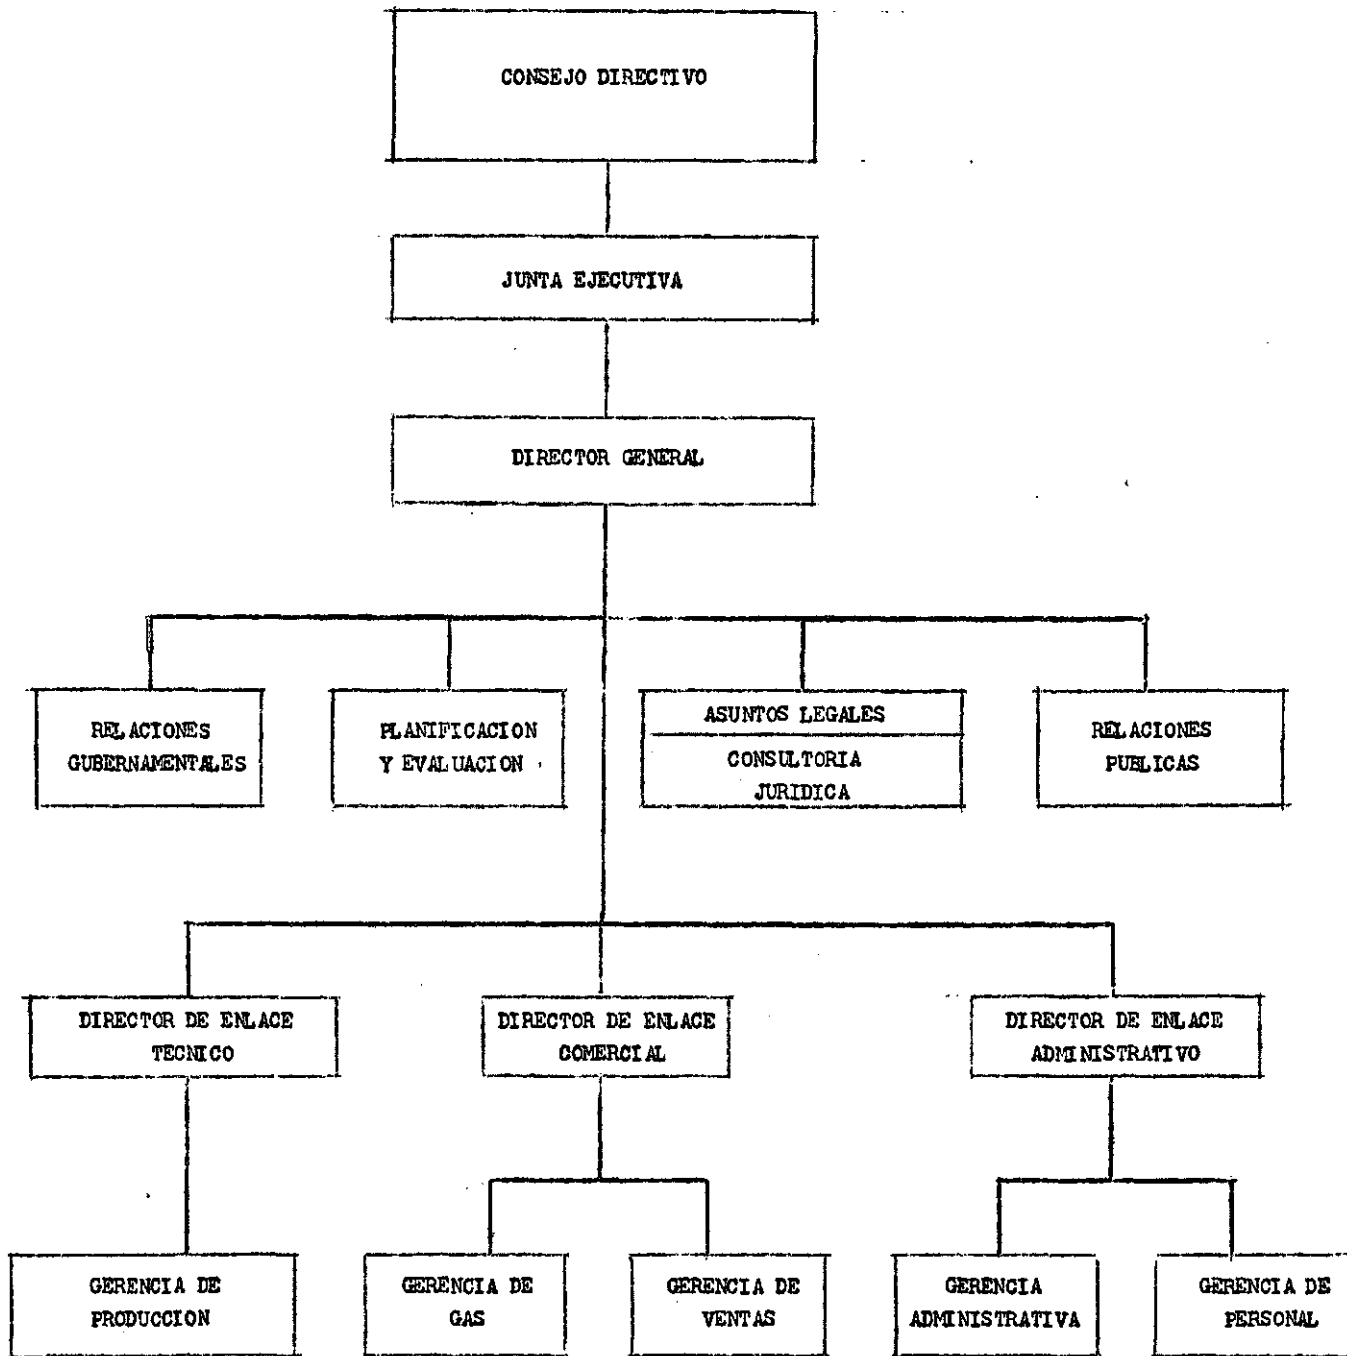 CONSEJO DIRECTIVO
JUNTA EJECUTIVA
DIRECTOR GENERAL
RELACIONES
GUBERNAMENTALES
PLANIFICACION
Y EVALUACION
ASUNTOS LEGALES
CONSULTORIA
JURIDICA
RELACIONES
PUBLICAS
DIRECTOR DE ENLACE
TECNICO
DIRECTOR DE ENLACE
COMERCIAL
DIRECTOR DE ENLACE
ADMINISTRATIVO
GERENCIA DE
PRODUCCION
GERENCIA DE
GAS
GERENCIA DE
VENTAS
GERENCIA
ADMINISTRATIVA
GERENCIA DE
PERSONAL